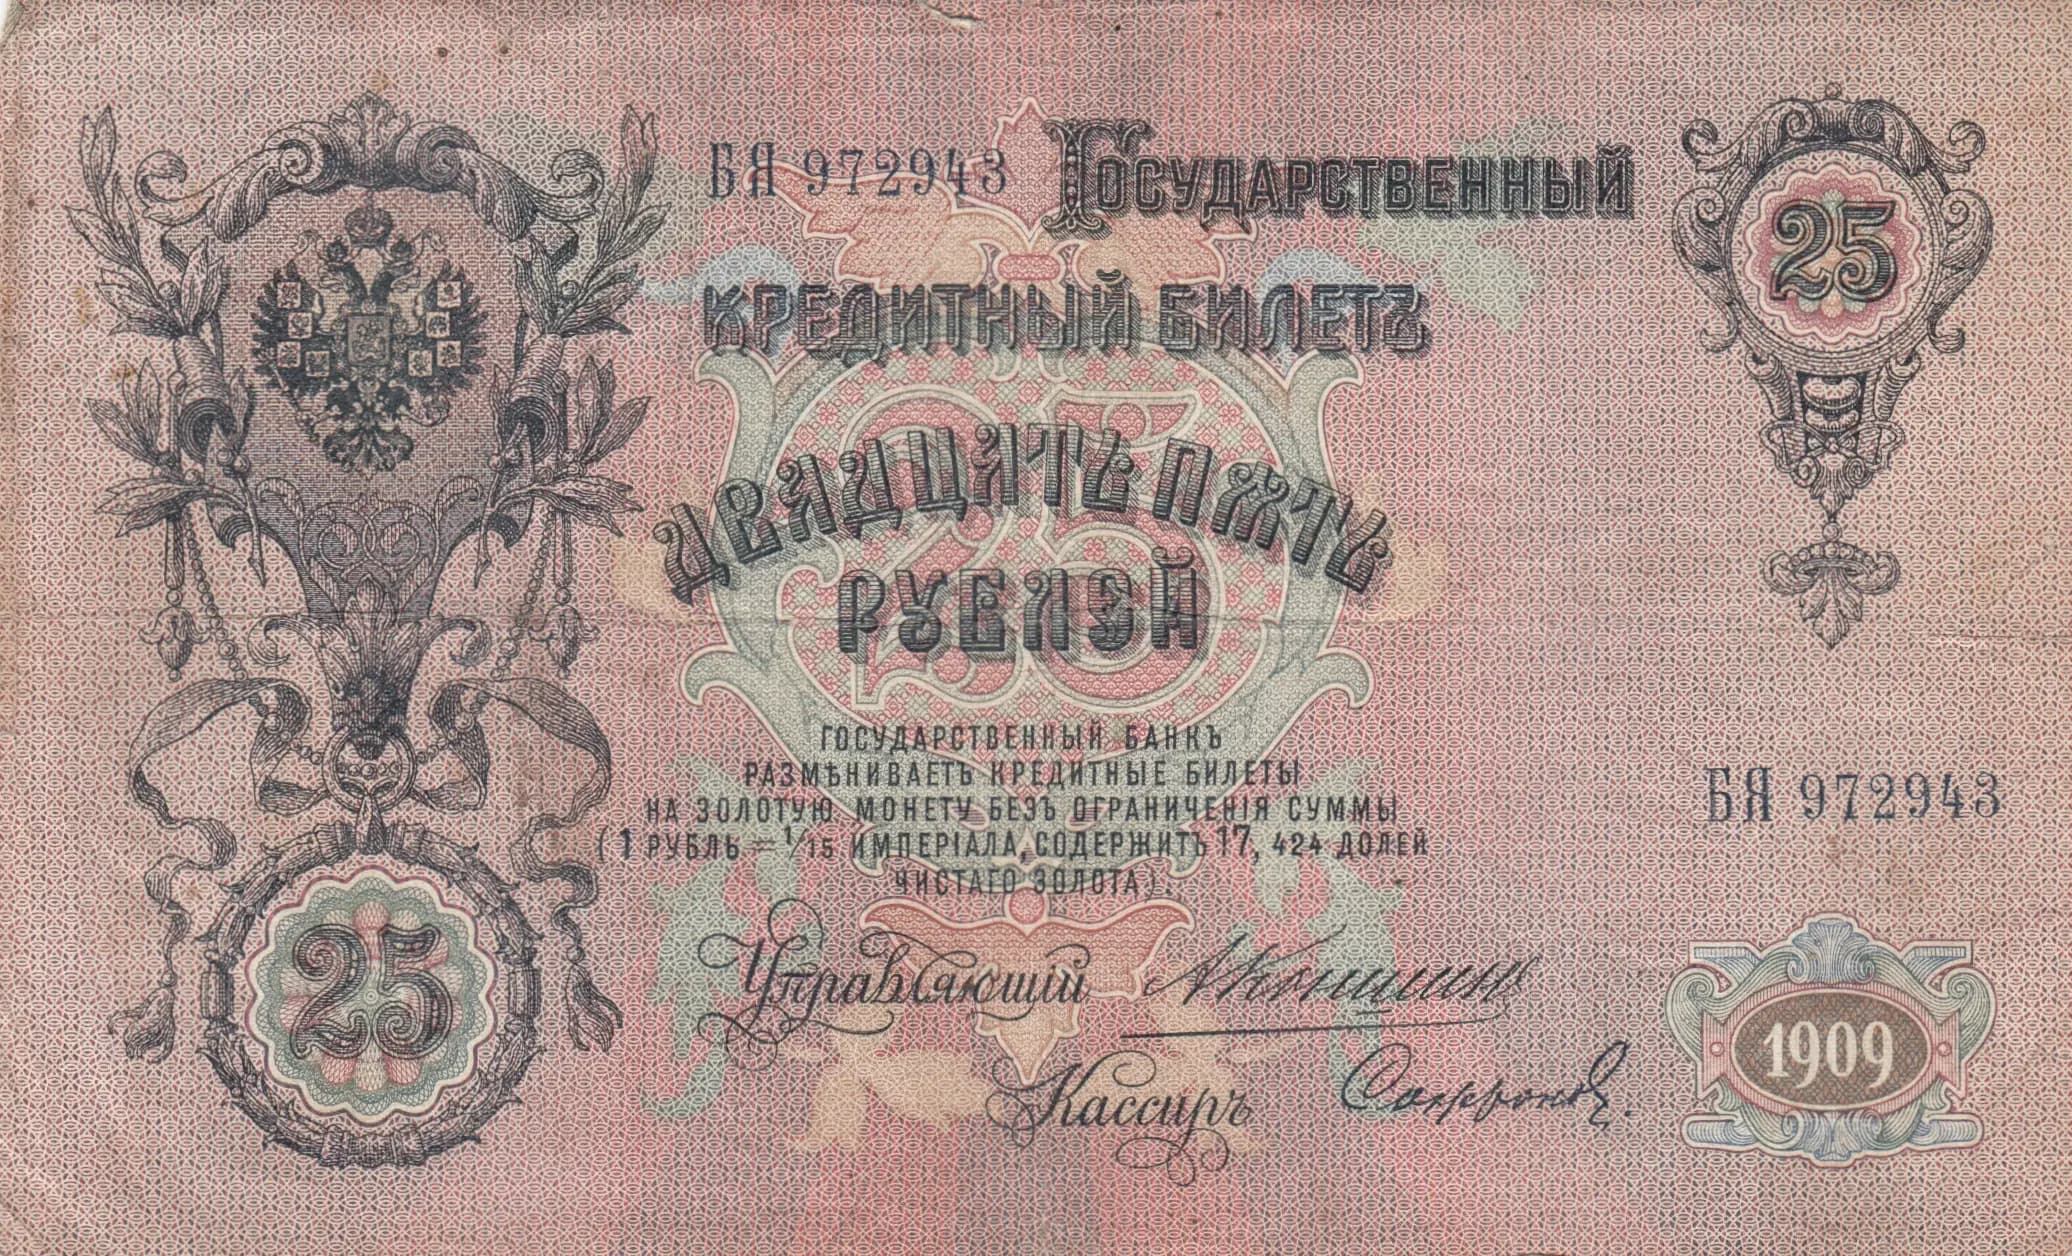 БЯ 972943
ГОСУДАРСТВЕННЫЙ
25
КРЕДИТНЫЙ БИЛЕТЪ
25
ДВАДЦАТЬ ПЯТЬ
РУБЛЕЙ
ГОСУДАРСТВЕННЫЙ БАНКЪ
РАЗМѢНИВАЕТЪ КРЕДИТНЫЕ БИЛЕТЫ
НА ЗОЛОТУЮ МОНЕТУ БЕЗЪ ОГРАНИЧЕНІЯ СУММЫ
(1 РУБЛЬ = 1/15 ИМПЕРІАЛА, СОДЕРЖИТЪ 17,424 ДОЛЕЙ
ЧИСТАГО ЗОЛОТА).
БЯ 972943
25
Управляющій
Кассиръ
1909